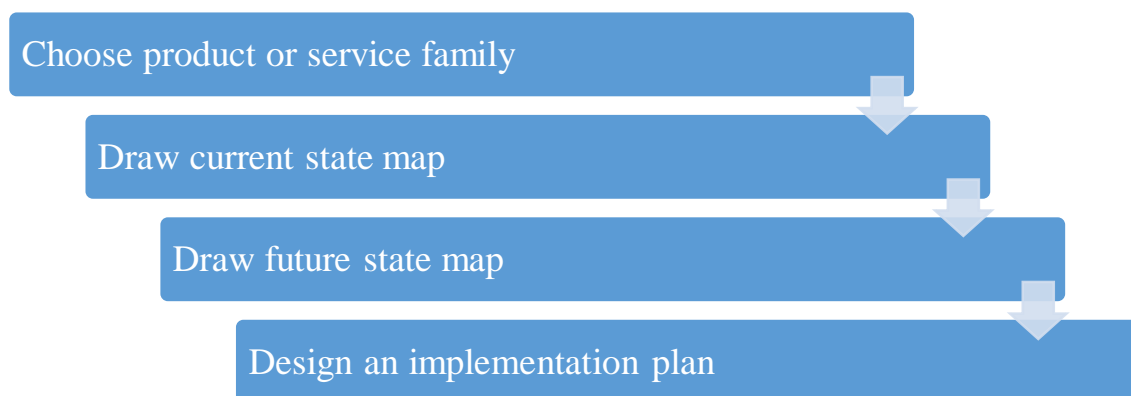 Choose product or service family
Draw current state map
Draw future state map
Design an implementation plan